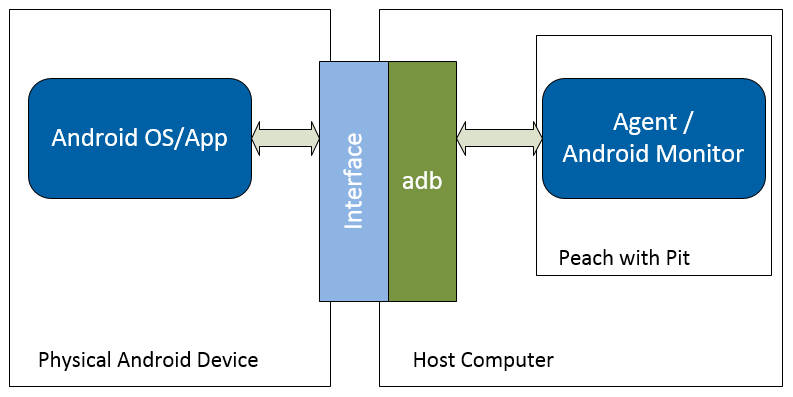 Android OS/App
Interface
adb
Agent /
Android Monitor
Peach with Pit
Physical Android Device
Host Computer